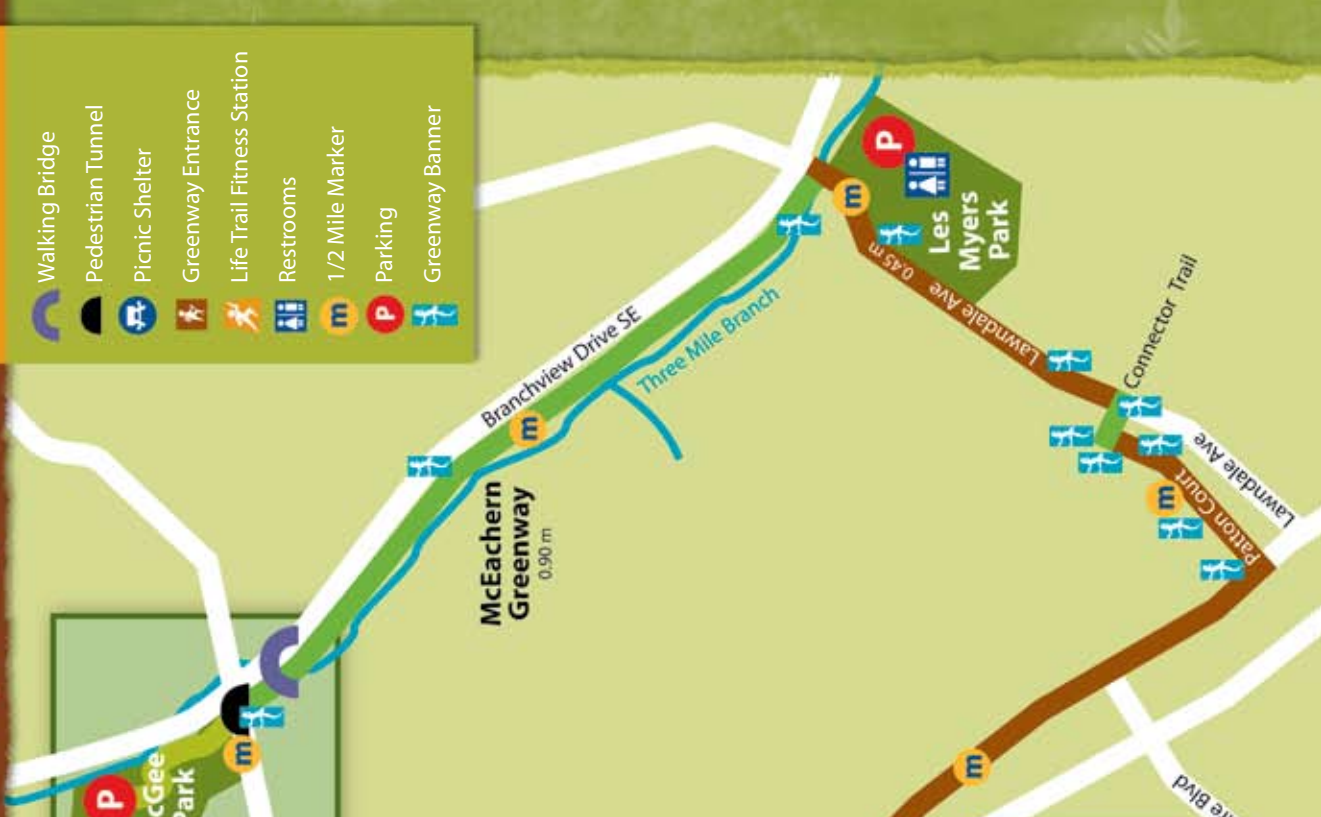 Walking Bridge
Pedestrian Tunnel
Picnic Shelter
Greenway Entrance
Life Trail Fitness Station
Restrooms
m 1/2 Mile Marker
P Parking
Greenway Banner
Branchview Drive SE
Three Mile Branch
m
McEachern
Greenway
0.90 m
P
m
Les
Myers
Park
0.45 m
Lawndale Ave
Connector Trail
Lawndale Ave
m
Patton Court
m
P
cGee
Park
m